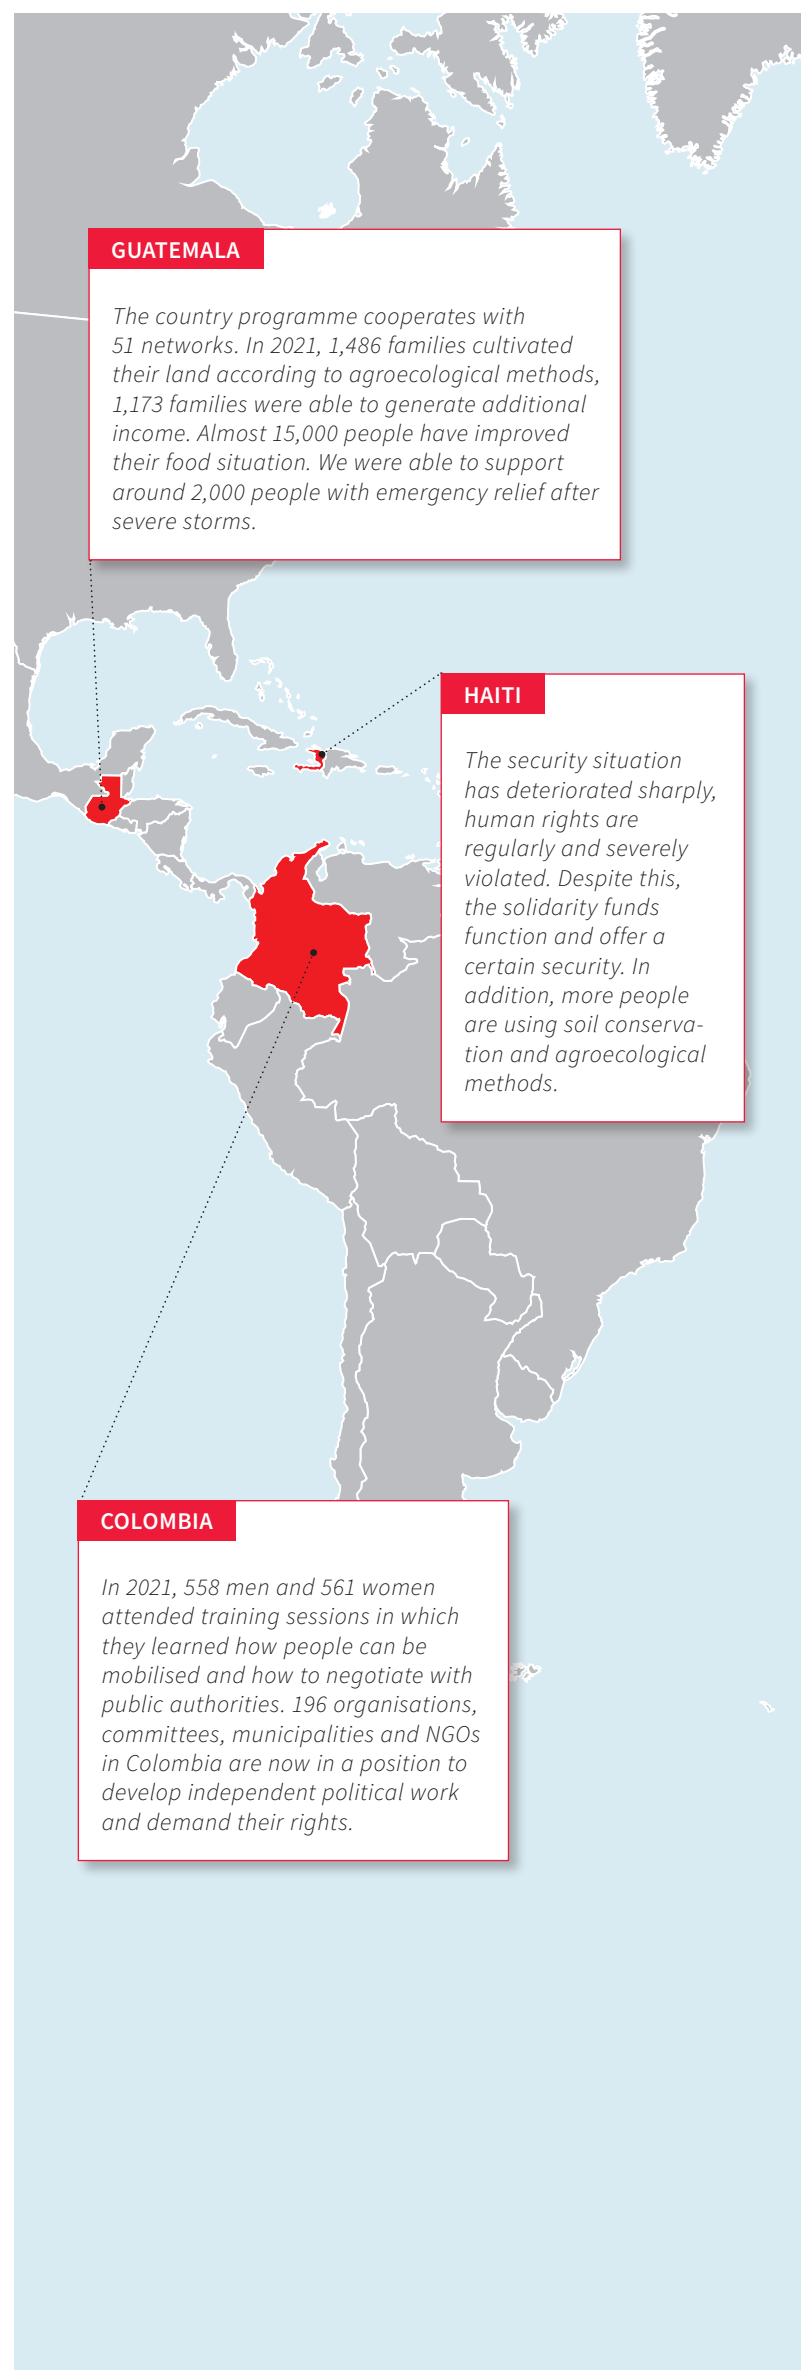 GUATEMALA
The country programme cooperates with
51 networks. In 2021, 1,486 families cultivated
their land according to agroecological methods,
1,173 families were able to generate additional
income. Almost 15,000 people have improved
their food situation. We were able to support
around 2,000 people with emergency relief after
severe storms.
HAITI
The security situation
has deteriorated sharply,
human rights are
regularly and severely
violated. Despite this,
the solidarity funds
function and offer a
certain security. In
addition, more people
are using soil conserva-
tion and agroecological
methods.
COLOMBIA
In 2021, 558 men and 561 women
attended training sessions in which
they learned how people can be
mobilised and how to negotiate with
public authorities. 196 organisations,
committees, municipalities and NGOs
in Colombia are now in a position to
develop independent political work
and demand their rights.